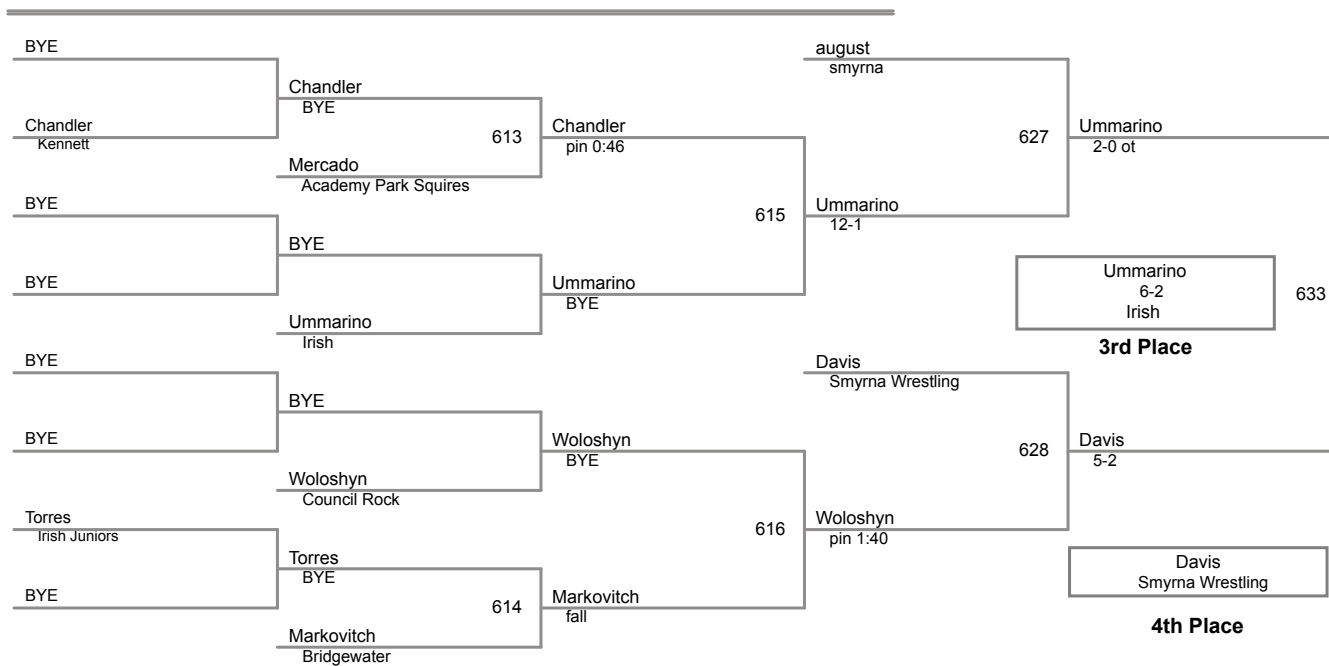 BYE
Chandler
Kennett
BYE
BYE
BYE
BYE
Torres
Irish Juniors
BYE
Chandler
BYE
Mercado
Academy Park Squires
BYE
Ummarino
Irish
BYE
Woloshyn
Council Rock
Torres
BYE
Markovitch
Bridgewater
613
614
Chandler
pin 0:46
Ummarino
BYE
Woloshyn
BYE
Markovitch
fall
615
616
august
smyrna
Ummarino
12-1
Davis
Smyrna Wrestling
Woloshyn
pin 1:40
627
628
Ummarino
2-0 ot
Ummarino
6-2
Irish
633
3rd Place
Davis
5-2
Davis
Smyrna Wrestling
4th Place